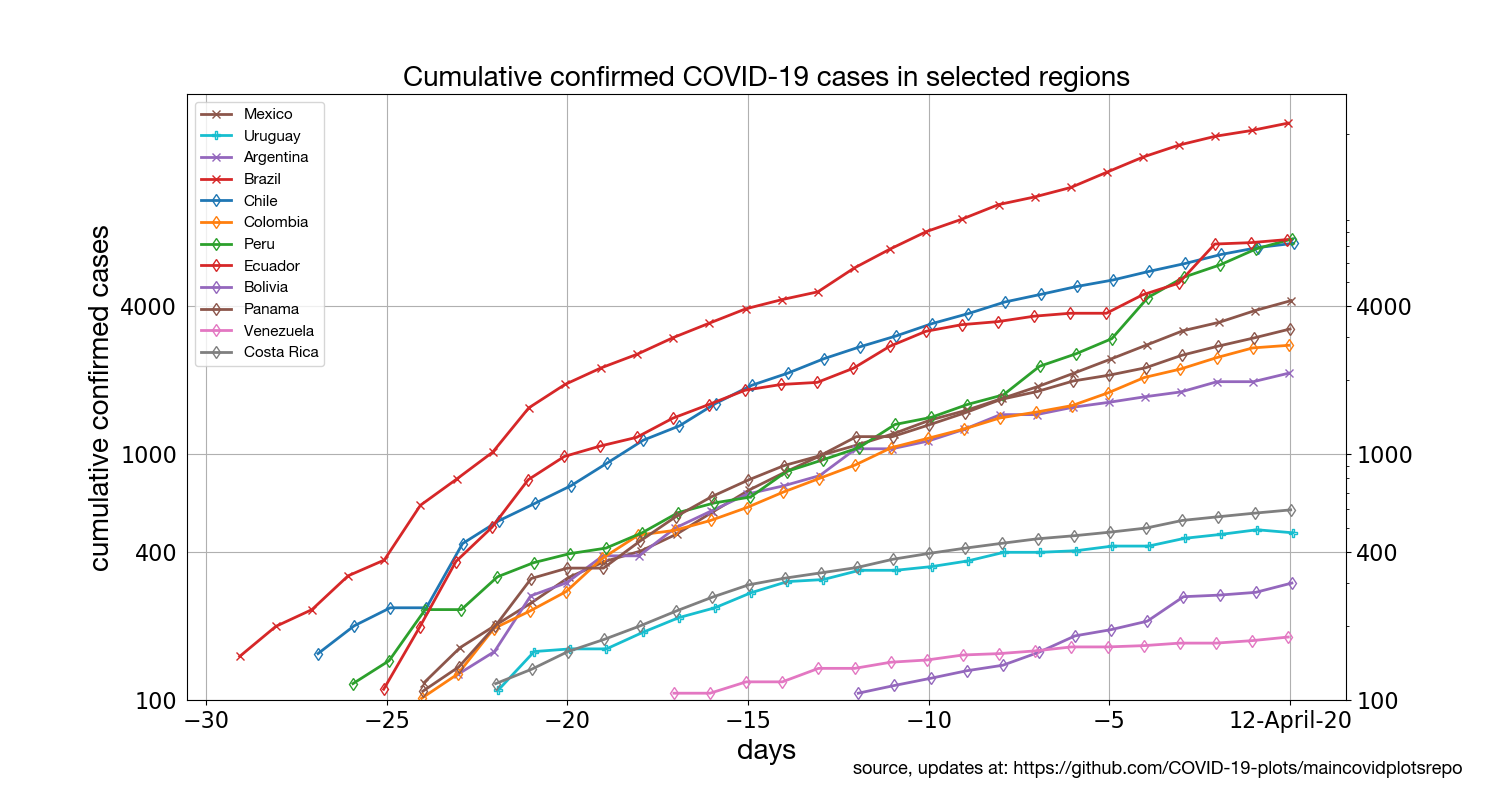 Cumulative confirmed COVID-19 cases in selected regions
Mexico
Uruguay
Argentina
Brazil
Chile
Colombia
Peru
Ecuador
Bolivia
Panama
Venezuela
Costa Rica
cumulative confirmed cases
4000
1000
400
100
4000
1000
400
100
−30
−25
−20
−15
−10
−5
12-April-20
days
source, updates at: https://github.com/COVID-19-plots/maincovidplotsrepo